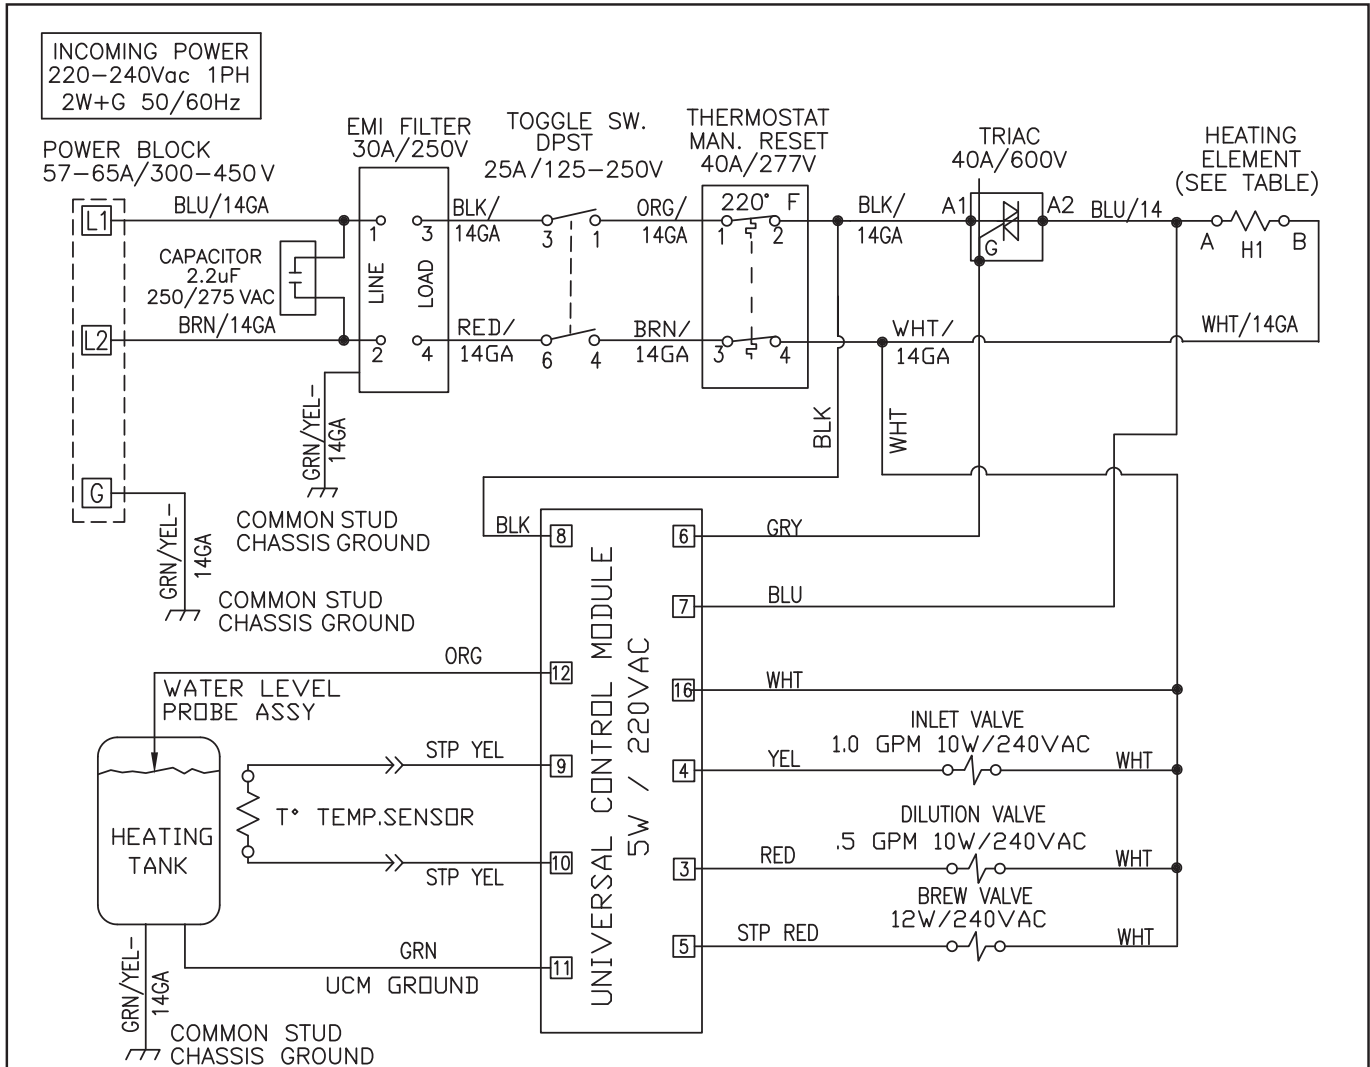 INCOMING POWER
220-240Vac 1PH
2W+G 50/60Hz
POWER BLOCK
57-65A/300-450V
EMI FILTER
30A/250V
TOGGLE SW.
DPST
25A/125-250V
THERMOSTAT
MAN. RESET
40A/277V
TRIAC
40A/600V
HEATING
ELEMENT
(SEE TABLE)
L1
BLU/14GA
1
3
BLK/
14GA
3
1
ORG/
14GA
220° F
1
2
BLK/
14GA
A1
A2
G
BLU/14
A
B
H1
CAPACITOR
2.2uF
250/275 VAC
LINE
LOAD
L2
BRN/14GA
2
4
RED/
14GA
6
4
BRN/
14GA
3
4
WHT/
14GA
WHT/14GA
GRN/YEL-
14GA
BLK
WHT
G
COMMON STUD
CHASSIS GROUND
GRN/YEL-
14GA
COMMON STUD
CHASSIS GROUND
BLK
8
6
GRY
7
BLU
UNIVERSAL CONTROL MODULE
5W / 220VAC
ORG
12
WATER LEVEL
PROBE ASSY
16
WHT
INLET VALVE
1.0 GPM 10W/240VAC
STP YEL
9
4
YEL
WHT
T° TEMP.SENSOR
HEATING
TANK
DILUTION VALVE
.5 GPM 10W/240VAC
10
STP YEL
3
RED
WHT
BREW VALVE
12W/240VAC
5
STP RED
WHT
GRN
11
UCM GROUND
GRN/YEL-
14GA
COMMON STUD
CHASSIS GROUND